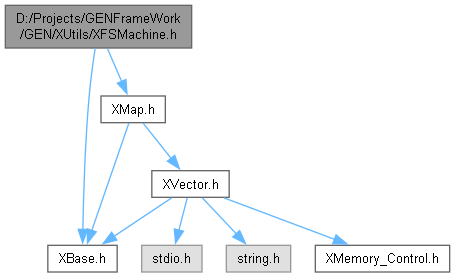 D:/Projects/GENFrameWork
/GEN/XUtils/XFSMachine.h
XMap.h
XVector.h
XBase.h
stdio.h
string.h
XMemory_Control.h